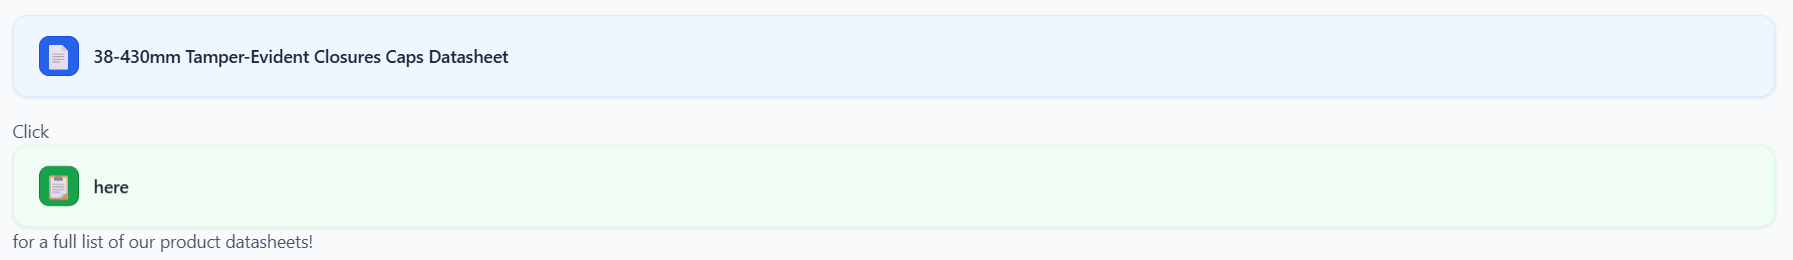 38-430mm Tamper-Evident Closures Caps Datasheet
Click
here
for a full list of our product datasheets!